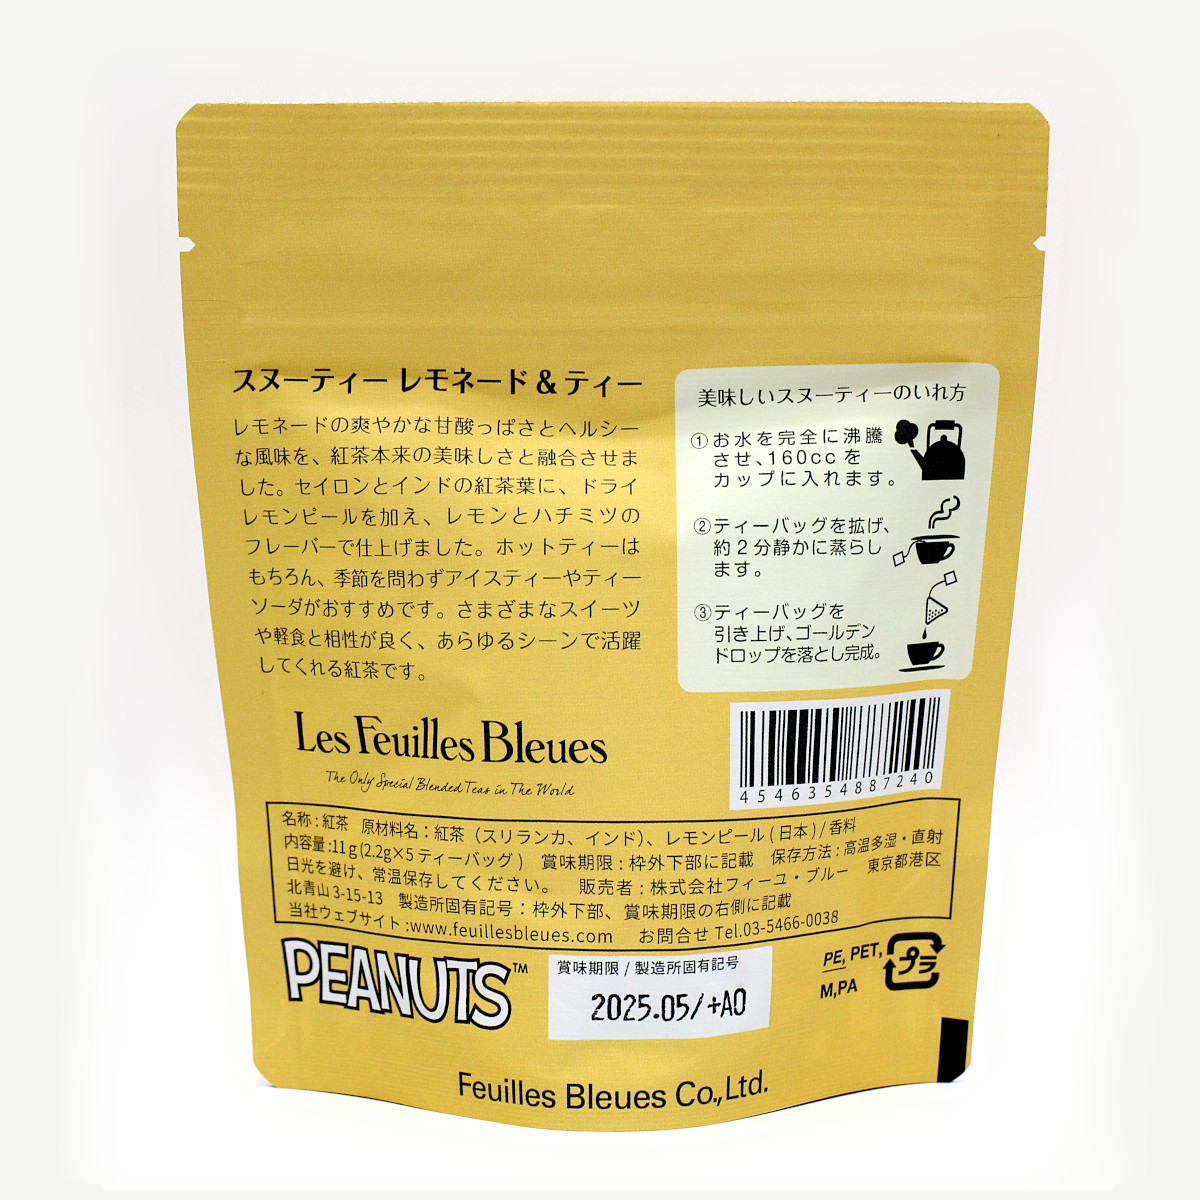 スヌーティー レモネード & ティー
レモネードの爽やかな甘酸っぱさとヘルシー
な風味を、紅茶本来の美味しさと融合させま
した。セイロンとインドの紅茶葉に、ドライ
レモンピールを加え、レモンとハチミツの
フレーバーで仕上げました。ホットティーは
もちろん、季節を問わずアイスティーやティー
ソーダがおすすめです。さまざまなスイーツ
や軽食と相性が良く、あらゆるシーンで活躍
してくれる紅茶です。
美味しいスヌーティーのいれ方
①お水を完全に沸騰
させ、160ccを
カップに入れます。
②ティーバッグを拡げ、
約2分静かに蒸らし
ます。
③ティーバッグを
引き上げ、ゴールデン
ドロップを落とし完成。
Les Feuilles Bleues
The Only Special Blended Teas in The World
4546354887240
名称:紅茶 原材料名:紅茶(スリランカ、インド)、レモンピール(日本)/香料
内容量:11g(2.2g×5ティーバッグ) 賞味期限:枠外下部に記載 保存方法:高温多湿・直射
日光を避け、常温保存してください。 販売者:株式会社フィーユ・ブルー 東京都港区
北青山3-15-13 製造所固有記号:枠外下部、賞味期限の右側に記載
当社ウェブサイト:www.feuillesbleues.com お問合せ Tel.03-5466-0038
PEANUTS™
賞味期限/製造所固有記号
2025.05/+A0
PE, PET,
M,PA
プラ
Feuilles Bleues Co.,Ltd.